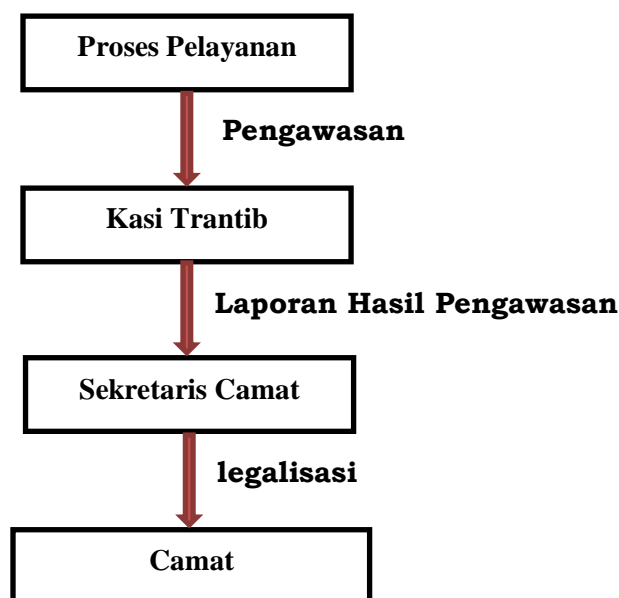 Proses Pelayanan
Pengawasan
Kasi Trantib
Laporan Hasil Pengawasan
Sekretaris Camat
legalisasi
Camat